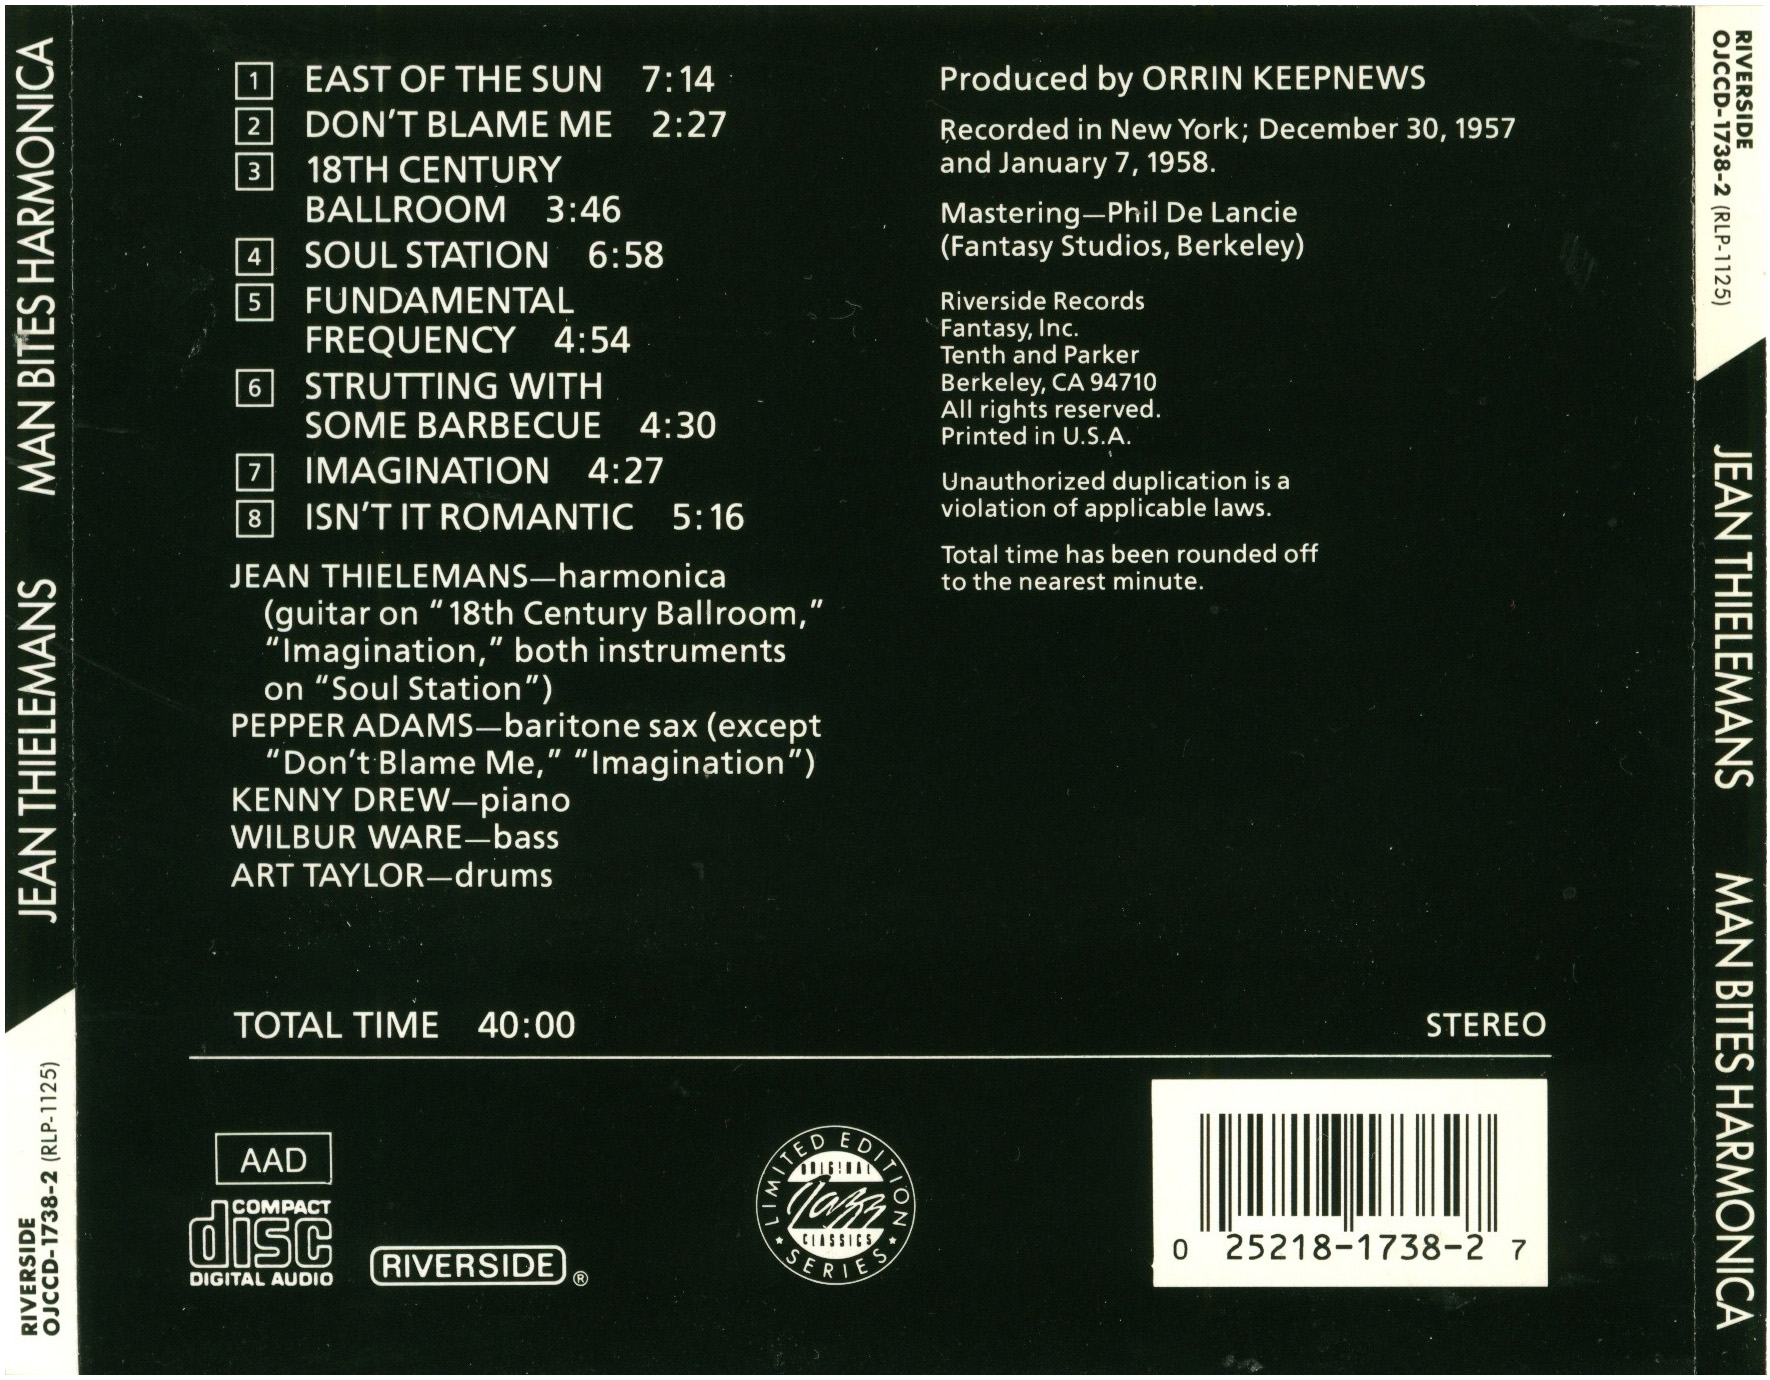 JEAN THIELEMANS MAN BITES HARMONICA
RIVERSIDE
OJCCD-1738-2 (RLP-1125)
1 EAST OF THE SUN 7:14
2 DON'T BLAME ME 2:27
3 18TH CENTURY
BALLROOM 3:46
4 SOUL STATION 6:58
5 FUNDAMENTAL
FREQUENCY 4:54
6 STRUTTING WITH
SOME BARBECUE 4:30
7 IMAGINATION 4:27
8 ISN'T IT ROMANTIC 5:16
JEAN THIELEMANS—harmonica
(guitar on "18th Century Ballroom,"
"Imagination," both instruments
on "Soul Station")
PEPPER ADAMS—baritone sax (except
"Don't Blame Me," "Imagination")
KENNY DREW—piano
WILBUR WARE—bass
ART TAYLOR—drums
Produced by ORRIN KEEPNEWS
Recorded in New York; December 30, 1957
and January 7, 1958.
Mastering—Phil De Lancie
(Fantasy Studios, Berkeley)
Riverside Records
Fantasy, Inc.
Tenth and Parker
Berkeley, CA 94710
All rights reserved.
Printed in U.S.A.
Unauthorized duplication is a
violation of applicable laws.
Total time has been rounded off
to the nearest minute.
TOTAL TIME 40:00
STEREO
AAD
COMPACT
disc
DIGITAL AUDIO
RIVERSIDE ®
LIMITED EDITION
ORIGINAL
Jazz
CLASSICS
SERIES
0 25218-1738-2 7
RIVERSIDE
OJCCD-1738-2 (RLP-1125)
JEAN THIELEMANS MAN BITES HARMONICA